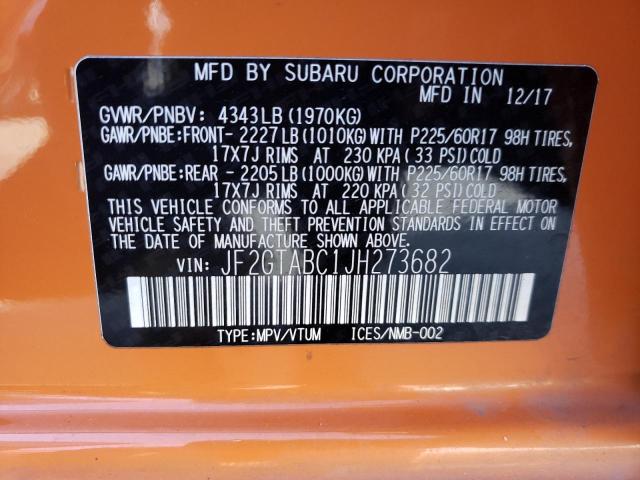 MFD BY SUBARU CORPORATION
MFD IN 12/17
GVWR/PNBV: 4343LB (1970KG)
GAWR/PNBE:FRONT- 2227LB(1010KG)WITH P225/60R17 98H TIRES,
17X7J RIMS AT 230 KPA (33 PSI)COLD
GAWR/PNBE:REAR - 2205LB(1000KG)WITH P225/60R17 98H TIRES,
17X7J RIMS AT 220 KPA (32 PSI)COLD
THIS VEHICLE CONFORMS TO ALL APPLICABLE FEDERAL MOTOR
VEHICLE SAFETY AND THEFT PREVENTION STANDARDS IN EFFECT
ON THE DATE OF MANUFACTURE SHOWN ABOVE.
VIN: JF2GTABC1JH273682
TYPE:MPV/VTUM ICES/NMB-002